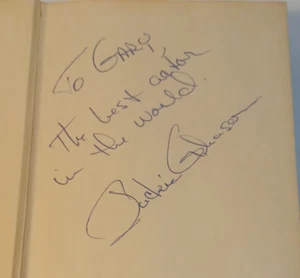 To Gary,
The best actor
in the world.
Jackie Gleason